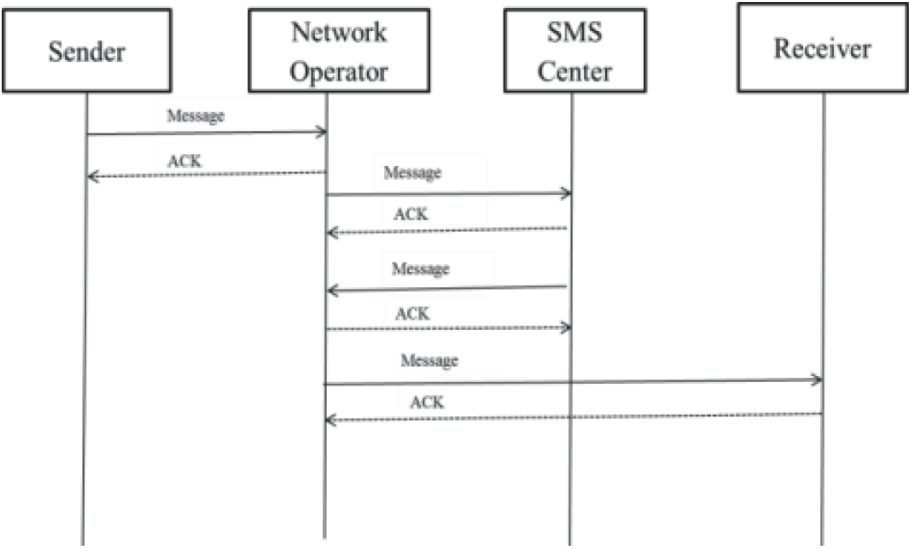 Sender
Network
Operator
SMS
Center
Receiver
Message
ACK
Message
ACK
Message
ACK
Message
ACK